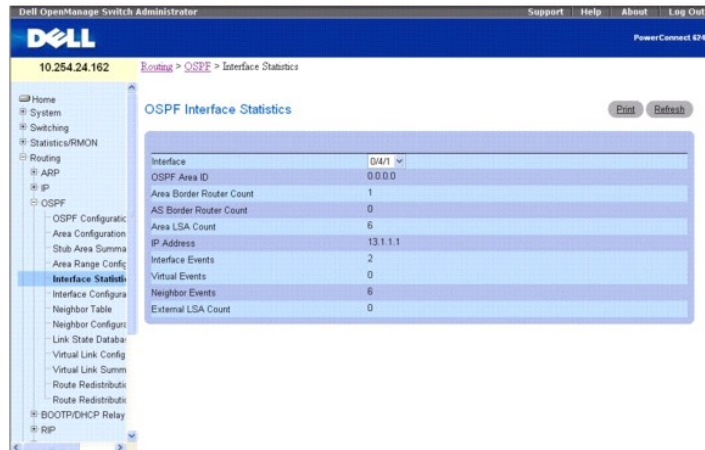 Dell OpenManage Switch Administrator
Support Help About Log Out
DELL
PowerConnect 624
10.254.24.162
Routing > OSPF > Interface Statistics
Home
System
Switching
Statistics/RMON
Routing
ARP
IP
OSPF
OSPF Configuratic
Area Configuration
Stub Area Summa
Area Range Config
Interface Statisti
Interface Configura
Neighbor Table
Neighbor Configura
Link State Databa
Virtual Link Config
Virtual Link Summ
Route Redistributi
Route Redistributi
BOOTP/DHCP Relay
RIP
OSPF Interface Statistics
Print Refresh
Interface 0/4/1
OSPF Area ID 0.0.0.0
Area Border Router Count 1
AS Border Router Count 0
Area LSA Count 6
IP Address 13.1.1.1
Interface Events 2
Virtual Events 0
Neighbor Events 6
External LSA Count 0